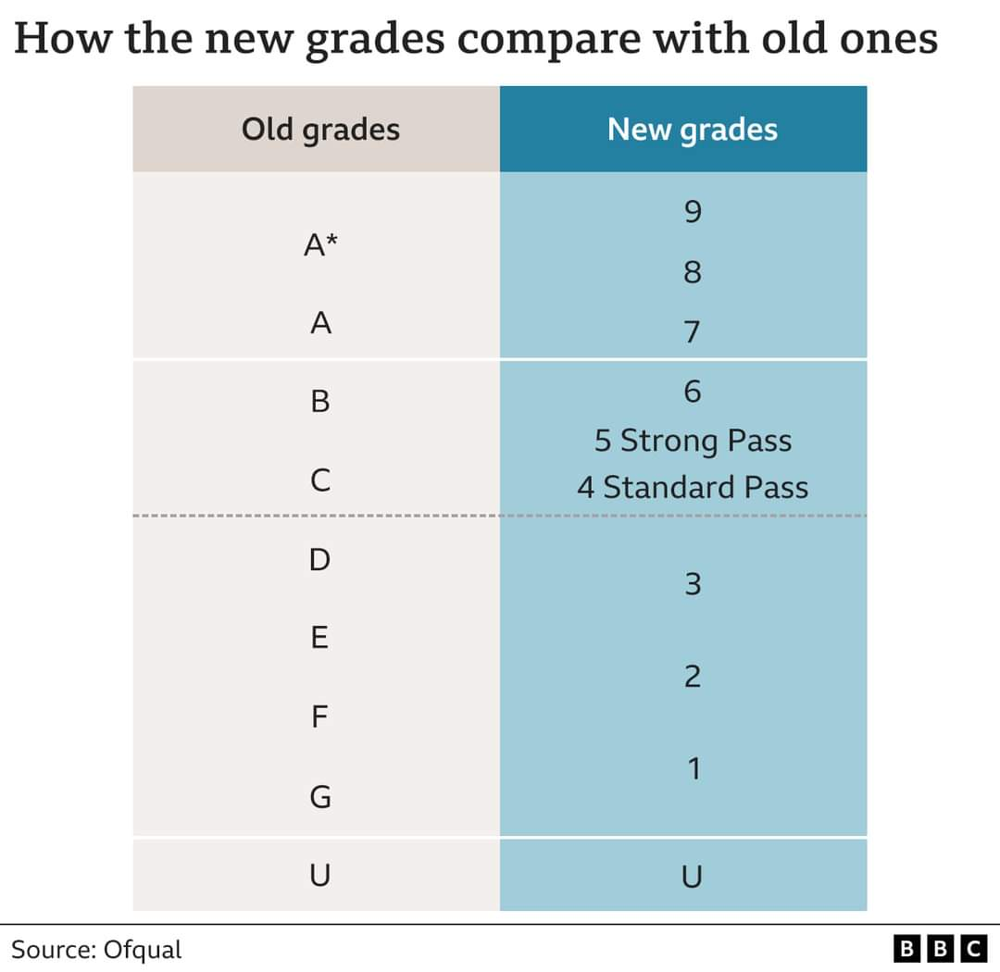 How the new grades compare with old ones
Old grades
New grades
A*
A
B
C
D
E
F
G
U
9
8
7
6
5 Strong Pass
4 Standard Pass
3
2
1
U
Source: Ofqual
BBC